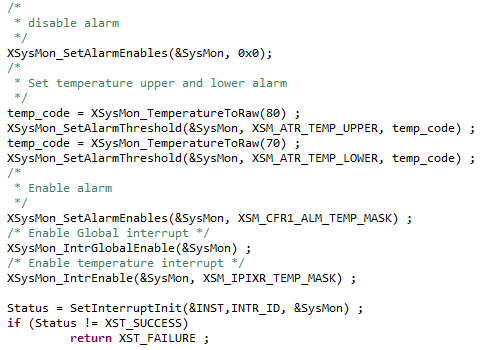 /*
 * disable alarm
 */
XSysMon_SetAlarmEnables(&SysMon, 0x0);
/*
 * Set temperature upper and lower alarm
 */
temp_code = XSysMon_TemperatureToRaw(80) ;
XSysMon_SetAlarmThreshold(&SysMon, XSM_ATR_TEMP_UPPER, temp_code) ;
temp_code = XSysMon_TemperatureToRaw(70) ;
XSysMon_SetAlarmThreshold(&SysMon, XSM_ATR_TEMP_LOWER, temp_code) ;
/*
 * Enable alarm
 */
XSysMon_SetAlarmEnables(&SysMon, XSM_CFR1_ALM_TEMP_MASK) ;
/* Enable Global interrupt */
XSysMon_IntrGlobalEnable(&SysMon) ;
/* Enable temperature interrupt */
XSysMon_IntrEnable(&SysMon, XSM_IPIXR_TEMP_MASK) ;

Status = SetInterruptInit(&INST,INTR_ID, &SysMon) ;
if (Status != XST_SUCCESS)
        return XST_FAILURE ;